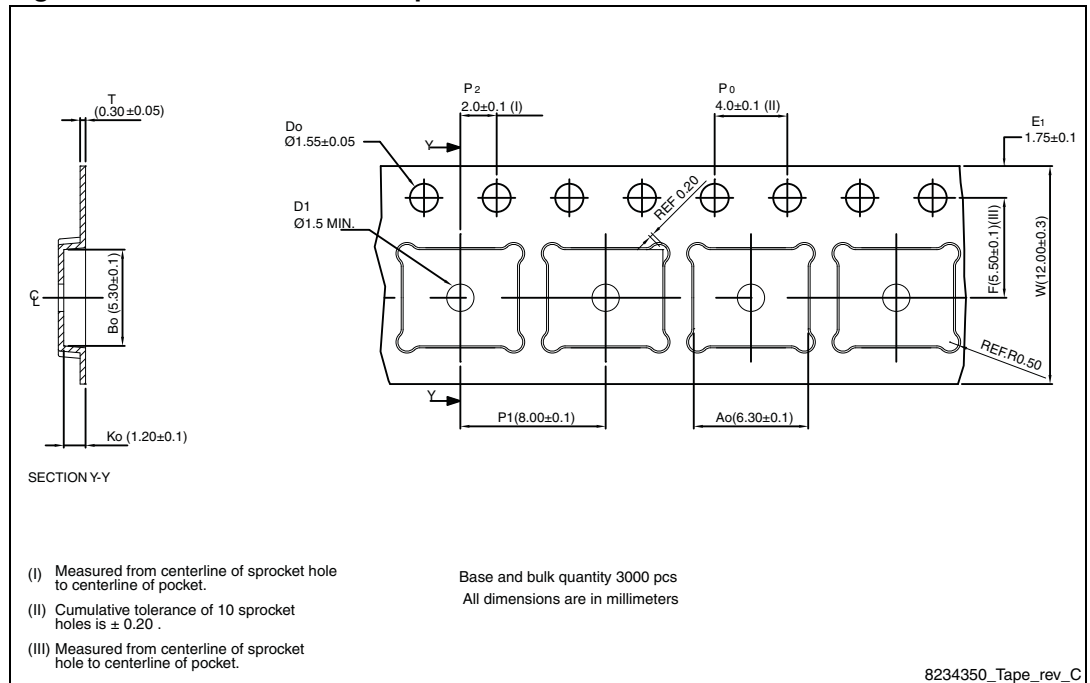 T
(0.30±0.05)
P2
2.0±0.1 (I)
P0
4.0±0.1 (II)
Do
Ø1.55±0.05
Y
E1
1.75±0.1
REF 0.20
D1
Ø1.5 MIN.
F(5.50±0.1)(III)
W(12.00±0.3)
Bo (5.30±0.1)
℄
REF.R0.50
Y
P1(8.00±0.1)
Ao(6.30±0.1)
Ko (1.20±0.1)
SECTION Y-Y
(I) Measured from centerline of sprocket hole
to centerline of pocket.
(II) Cumulative tolerance of 10 sprocket
holes is ± 0.20 .
(III) Measured from centerline of sprocket
hole to centerline of pocket.
Base and bulk quantity 3000 pcs
All dimensions are in millimeters
8234350_Tape_rev_C